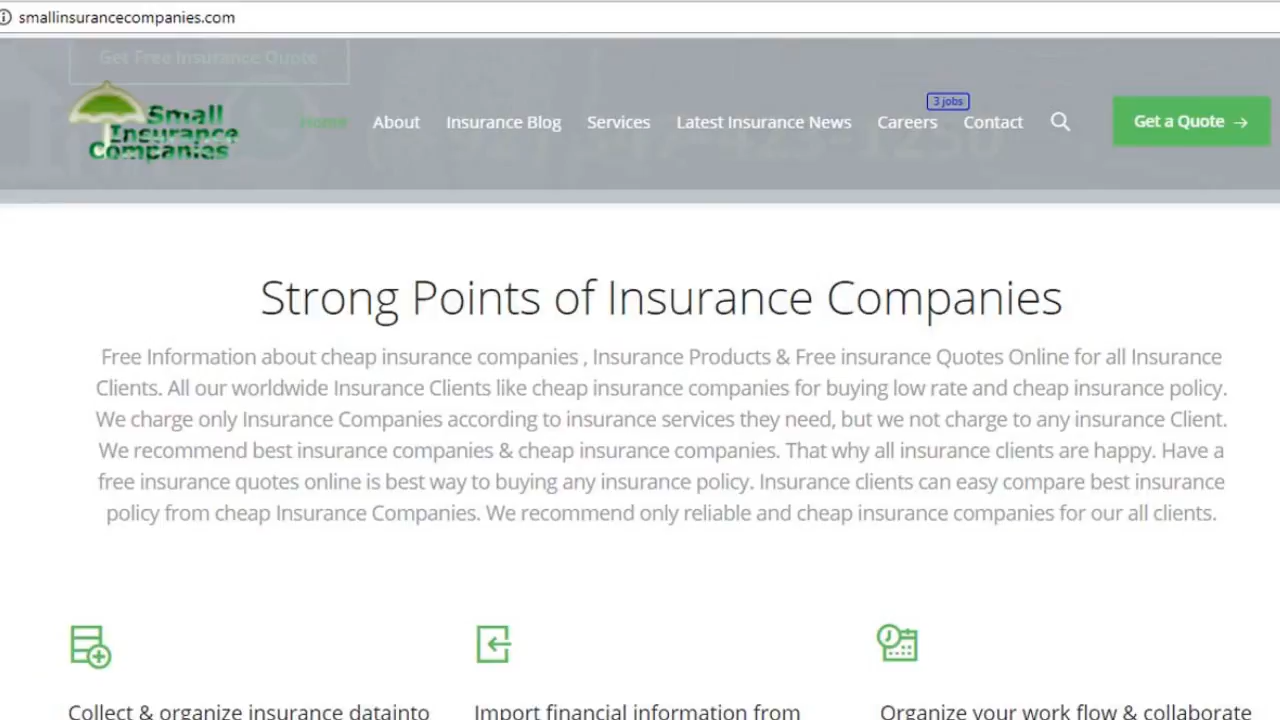 smallinsurancecompanies.com
Get Free Insurance Quote
Small
Insurance
Companies
Home
About
Insurance Blog
Services
Latest Insurance News
3 jobs
Careers
Contact
Get a Quote →
Strong Points of Insurance Companies
Free Information about cheap insurance companies , Insurance Products & Free insurance Quotes Online for all Insurance
Clients. All our worldwide Insurance Clients like cheap insurance companies for buying low rate and cheap insurance policy.
We charge only Insurance Companies according to insurance services they need, but we not charge to any insurance Client.
We recommend best insurance companies & cheap insurance companies. That why all insurance clients are happy. Have a
free insurance quotes online is best way to buying any insurance policy. Insurance clients can easy compare best insurance
policy from cheap Insurance Companies. We recommend only reliable and cheap insurance companies for our all clients.
Collect & organize insurance datainto
Import financial information from
Organize your work flow & collaborate